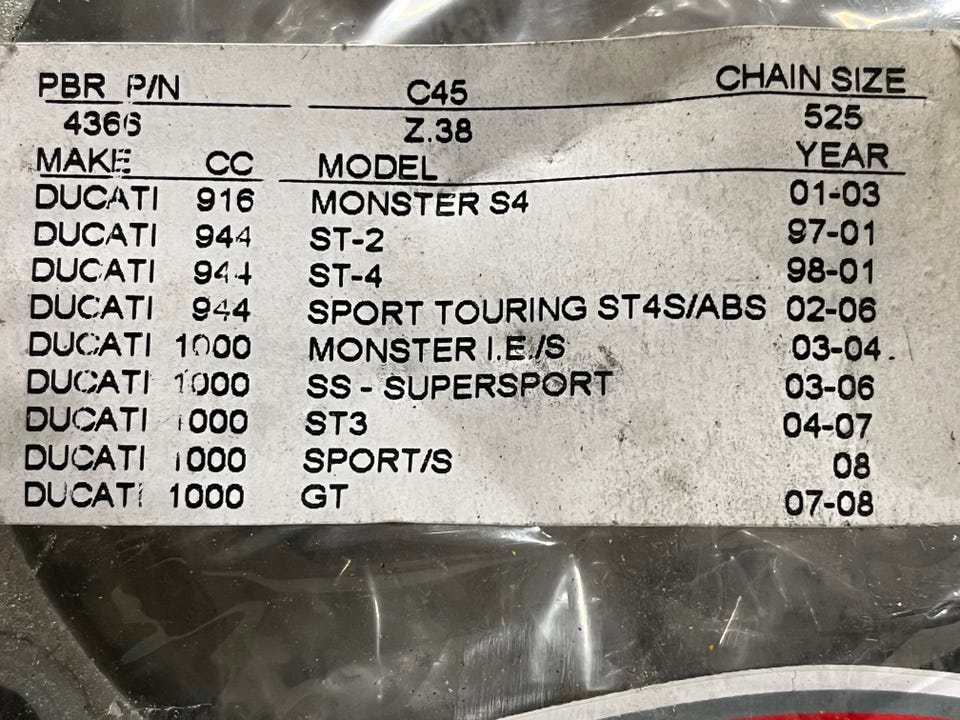 PBR P/N C45 CHAIN SIZE
4366 Z.38 525
MAKE CC MODEL YEAR
DUCATI 916 MONSTER S4 01-03
DUCATI 944 ST-2 97-01
DUCATI 944 ST-4 98-01
DUCATI 944 SPORT TOURING ST4S/ABS 02-06
DUCATI 1000 MONSTER I.E./S 03-04.
DUCATI 1000 SS - SUPERSPORT 03-06
DUCATI 1000 ST3 04-07
DUCATI 1000 SPORT/S 08
DUCATI 1000 GT 07-08